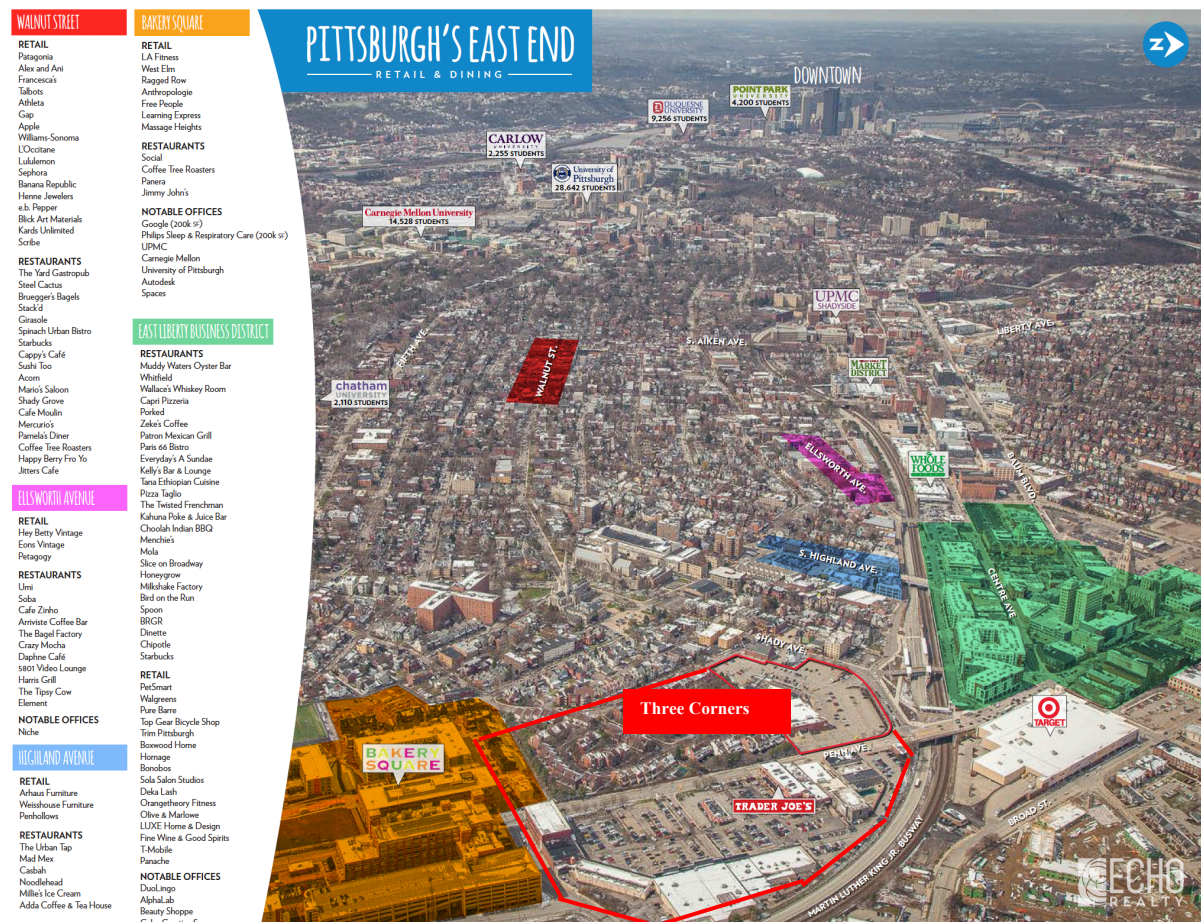 WALNUT STREET
RETAIL
Patagonia
Alex and Ani
Francesca's
Talbots
Athleta
Gap
Apple
Williams-Sonoma
L'Occitane
Lululemon
Sephora
Banana Republic
Henne Jewelers
e.b. Pepper
Blick Art Materials
Kards Unlimited
Scribe
RESTAURANTS
The Yard Gastropub
Steel Cactus
Bruegger's Bagels
Stack'd
Girasole
Spinach Urban Bistro
Starbucks
Cappy's Café
Sushi Too
Acorn
Mario's Saloon
Shady Grove
Cafe Moulin
Mercurio's
Pamela's Diner
Coffee Tree Roasters
Happy Berry Fro Yo
Jitters Cafe
ELLSWORTH AVENUE
RETAIL
Hey Betty Vintage
Eons Vintage
Petagogy
RESTAURANTS
Umi
Soba
Cafe Zinho
Arriviste Coffee Bar
The Bagel Factory
Crazy Mocha
Daphne Café
5801 Video Lounge
Harris Grill
The Tipsy Cow
Element
NOTABLE OFFICES
Niche
HIGHLAND AVENUE
RETAIL
Arhaus Furniture
Weisshouse Furniture
Penhollows
RESTAURANTS
The Urban Tap
Mad Mex
Casbah
Noodlehead
Millie's Ice Cream
Adda Coffee & Tea House
BAKERY SQUARE
RETAIL
LA Fitness
West Elm
Ragged Row
Anthropologie
Free People
Learning Express
Massage Heights
RESTAURANTS
Social
Coffee Tree Roasters
Panera
Jimmy John's
NOTABLE OFFICES
Google (200k SF)
Philips Sleep & Respiratory Care (200k SF)
UPMC
Carnegie Mellon
University of Pittsburgh
Autodesk
Spaces
EAST LIBERTY BUSINESS DISTRICT
RESTAURANTS
Muddy Waters Oyster Bar
Whitfield
Wallace's Whiskey Room
Capri Pizzeria
Porked
Zeke's Coffee
Patron Mexican Grill
Paris 66 Bistro
Everyday's A Sundae
Kelly's Bar & Lounge
Tana Ethiopian Cuisine
Pizza Taglio
The Twisted Frenchman
Kahuna Poke & Juice Bar
Choolah Indian BBQ
Menchie's
Mola
Slice on Broadway
Honeygrow
Milkshake Factory
Bird on the Run
Spoon
BRGR
Dinette
Chipotle
Starbucks
RETAIL
PetSmart
Walgreens
Pure Barre
Top Gear Bicycle Shop
Trim Pittsburgh
Boxwood Home
Homage
Bonobos
Sola Salon Studios
Deka Lash
Orangetheory Fitness
Olive & Marlowe
LUXE Home & Design
Fine Wine & Good Spirits
T-Mobile
Panache
NOTABLE OFFICES
DuoLingo
AlphaLab
Beauty Shoppe
PITTSBURGH'S EAST END
RETAIL & DINING
Z
DOWNTOWN
POINT PARK
UNIVERSITY
4,200 STUDENTS
DUQUESNE
UNIVERSITY
9,256 STUDENTS
CARLOW
UNIVERSITY
2,255 STUDENTS
University of
Pittsburgh
28,642 STUDENTS
Carnegie Mellon University
14,528 STUDENTS
UPMC
SHADYSIDE
LIBERTY AVE.
FIFTH AVE.
S. AIKEN AVE.
WALNUT ST.
MARKET
DISTRICT
chatham
UNIVERSITY
2,110 STUDENTS
ELLSWORTH AVE.
WHOLE
FOODS
BAUM BLVD.
S. HIGHLAND AVE.
CENTRE AVE
SHADY AVE.
Three Corners
TARGET
PENN AVE.
BAKERY
SQUARE
TRADER JOE'S
BROAD ST.
MARTIN LUTHER KING JR. BUSWAY
ECHO
REALTY